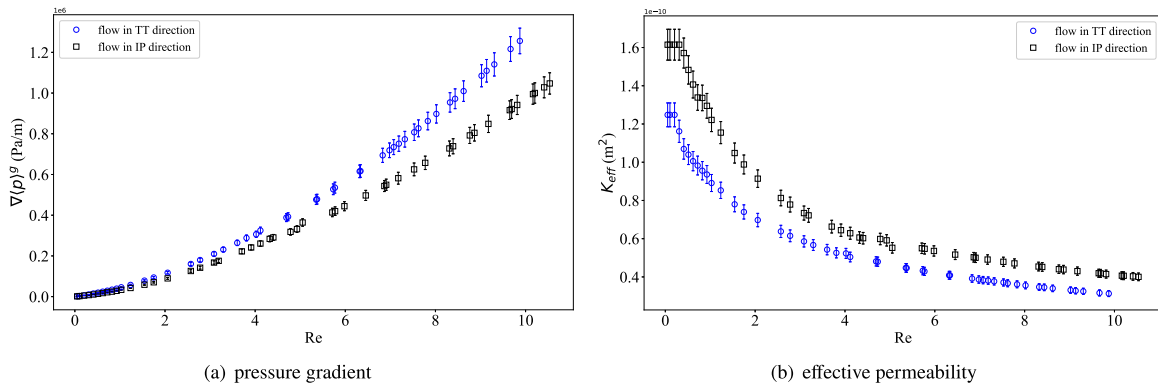 1e6
flow in TT direction
flow in IP direction
1.2
1.0
0.8
0.6
0.4
0.2
0.0
∇⟨p⟩^g (Pa/m)
0 2 4 6 8 10
Re
(a) pressure gradient
1e−10
flow in TT direction
flow in IP direction
1.6
1.4
1.2
1.0
0.8
0.6
0.4
K_eff (m²)
0 2 4 6 8 10
Re
(b) effective permeability